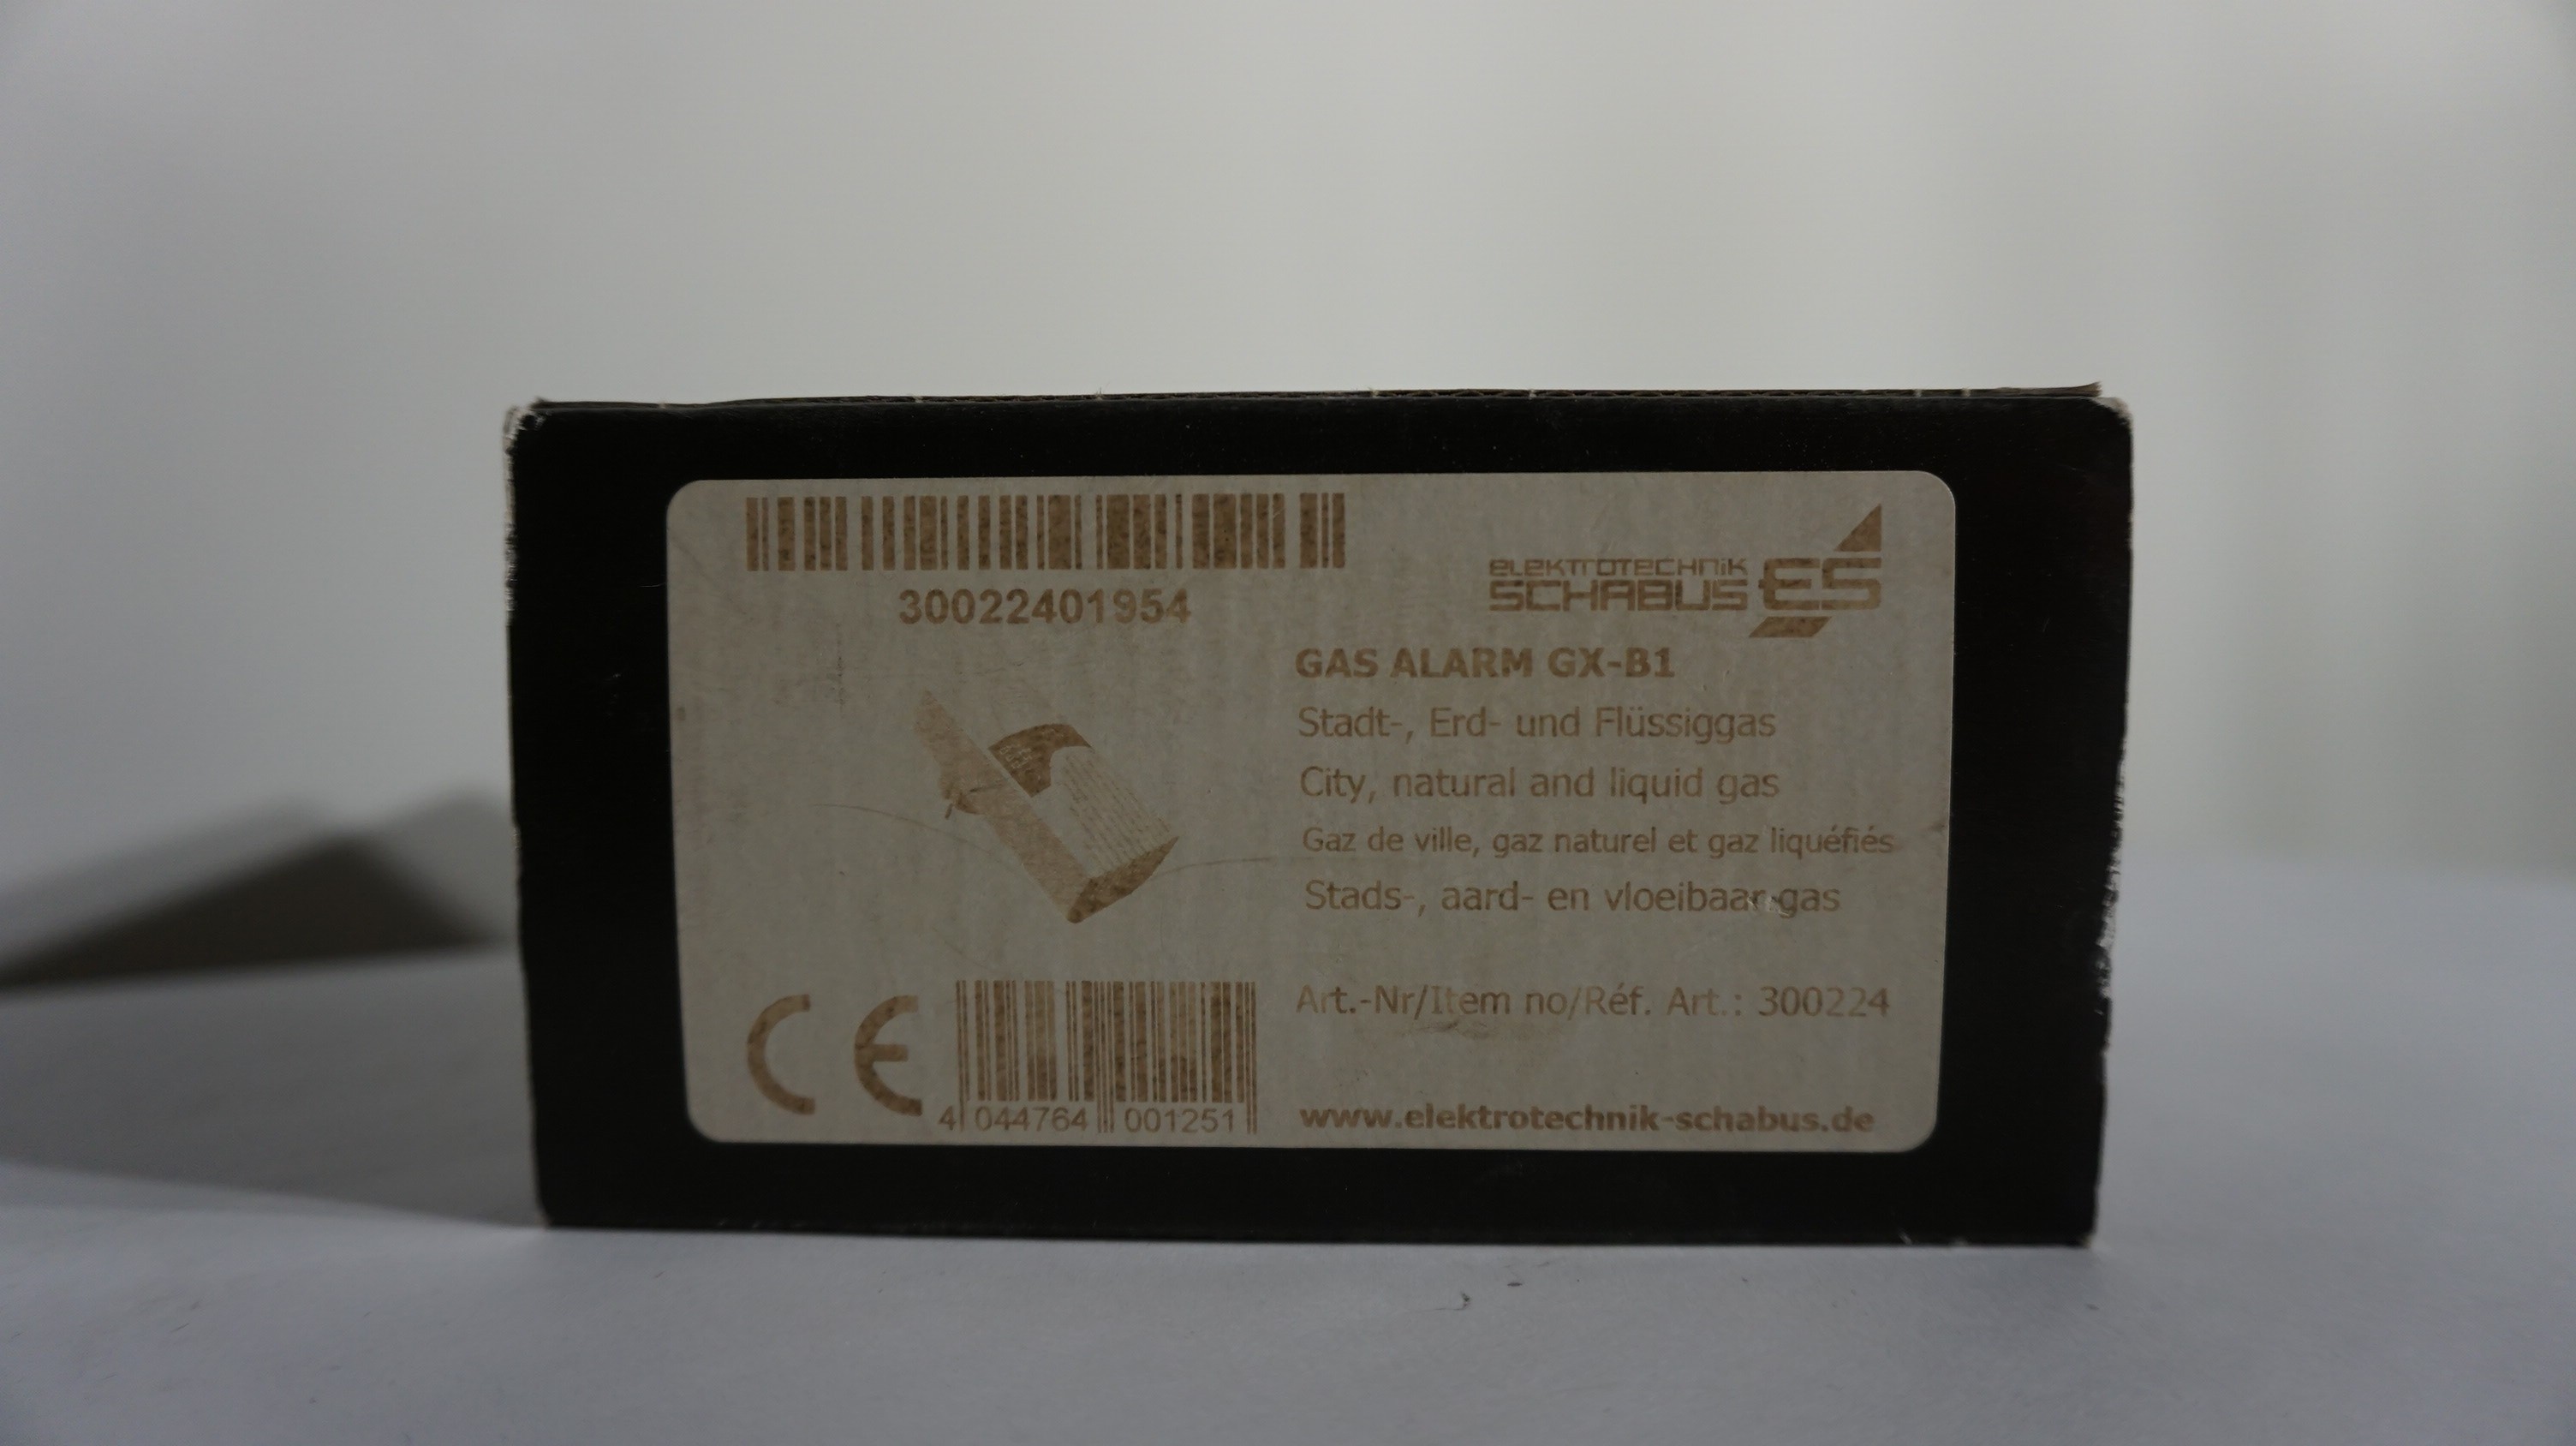 30022401954
elektrotechnik
SCHABUS ES
GAS ALARM GX-B1
Stadt-, Erd- und Flüssiggas
City, natural and liquid gas
Gaz de ville, gaz naturel et gaz liquéfiés
Stads-, aard- en vloeibaar gas
Art.-Nr/Item no/Réf. Art.: 300224
CE
4 044764 001251
www.elektrotechnik-schabus.de